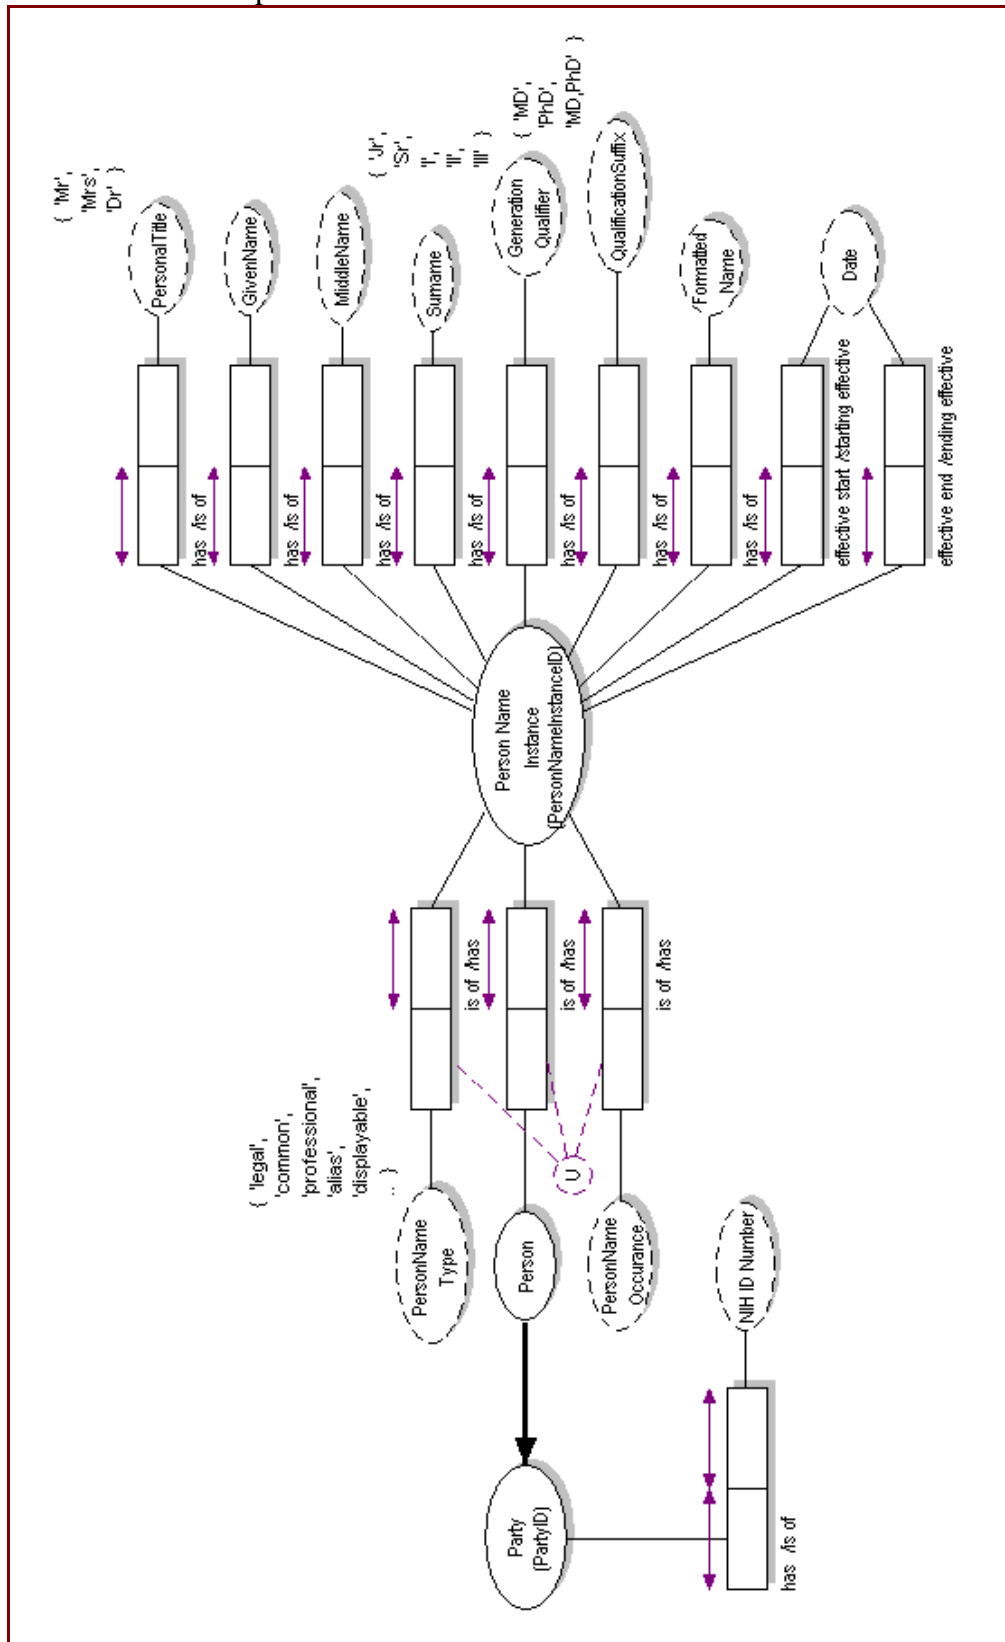 { 'Mr',
'Mrs',
'Dr' }
PersonalTitle
has /is of
GivenName
has /is of
MiddleName
has /is of
Surname
has /is of
{ 'Jr',
'Sr',
'I',
'II',
'III' }
Generation
Qualifier
has /is of
{ 'MD',
'PhD',
'MD,PhD' }
QualificationSuffix
has /is of
Formatted
Name
has /is of
Date
effective start /starting effective
effective end /ending effective
Person Name
Instance
(PersonNameInstanceID)
{ 'legal',
'common',
'professional',
'alias',
'displayable',
.. }
PersonName
Type
is of /has
Person
is of /has
PersonName
Occurance
is of /has
U
Party
(PartyID)
NIH ID Number
has /is of